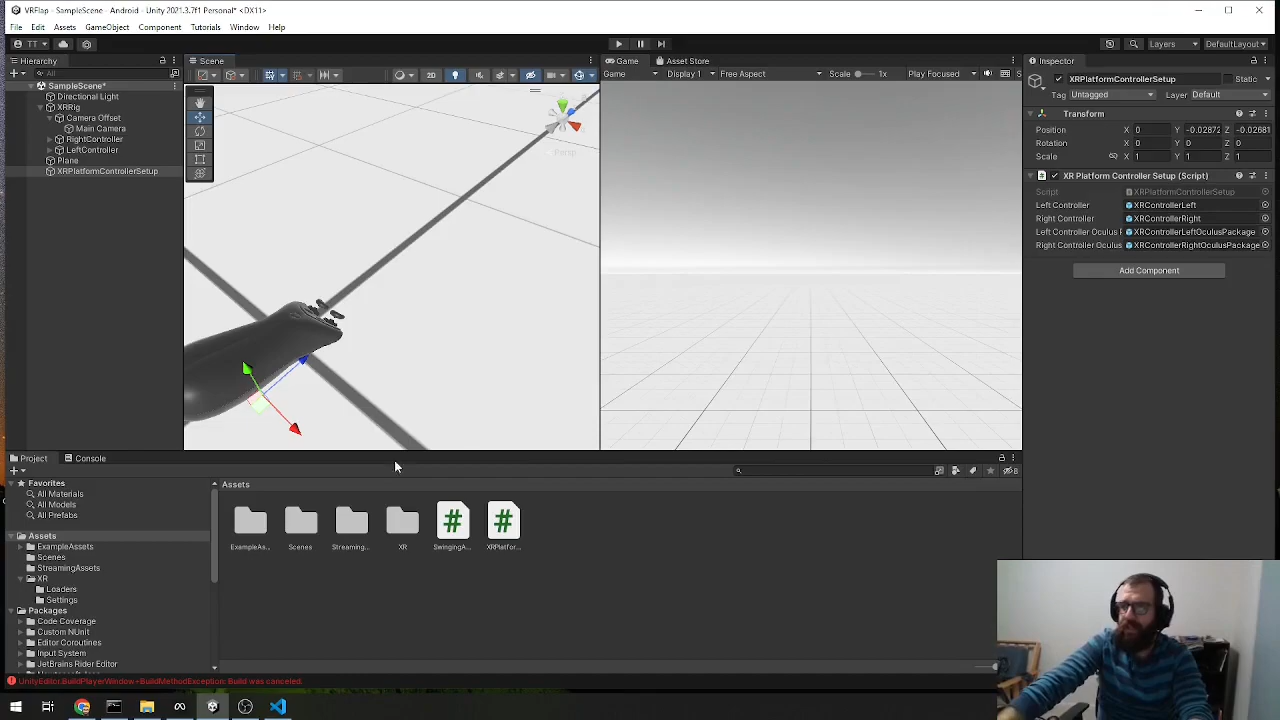 VRFlap - SampleScene - Android - Unity 2021.3.7f1 Personal* <DX11>
File Edit Assets GameObject Component Tutorials Window Help
TT Layers DefaultLayout
Hierarchy Scene Game Asset Store Inspector
All 2D Game Display 1 Free Aspect Scale 1x Play Focused
XRPlatformControllerSetup Static
Tag Untagged Layer Default
SampleScene*
Directional Light
XRRig
Camera Offset
Main Camera
RightController
LeftController
Plane
XRPlatformControllerSetup
Persp
Transform
Position X 0 Y -0.02872 Z -0.02681
Rotation X 0 Y 0 Z 0
Scale X 1 Y 1 Z 1
XR Platform Controller Setup (Script)
Script XRPlatformControllerSetup
Left Controller XRControllerLeft
Right Controller XRControllerRight
Left Controller Oculus P XRControllerLeftOculusPackage
Right Controller Oculus XRControllerRightOculusPackage
Add Component
Project Console
Favorites
All Materials
All Models
All Prefabs
Assets
ExampleAssets
Scenes
StreamingAssets
XR
Loaders
Settings
Packages
Code Coverage
Custom NUnit
Editor Coroutines
Input System
JetBrains Rider Editor
Assets
ExampleAs... Scenes Streaming... XR SwingingA... XRPlatfor...
UnityEditor.BuildPlayerWindow+BuildMethodException: Build was canceled.